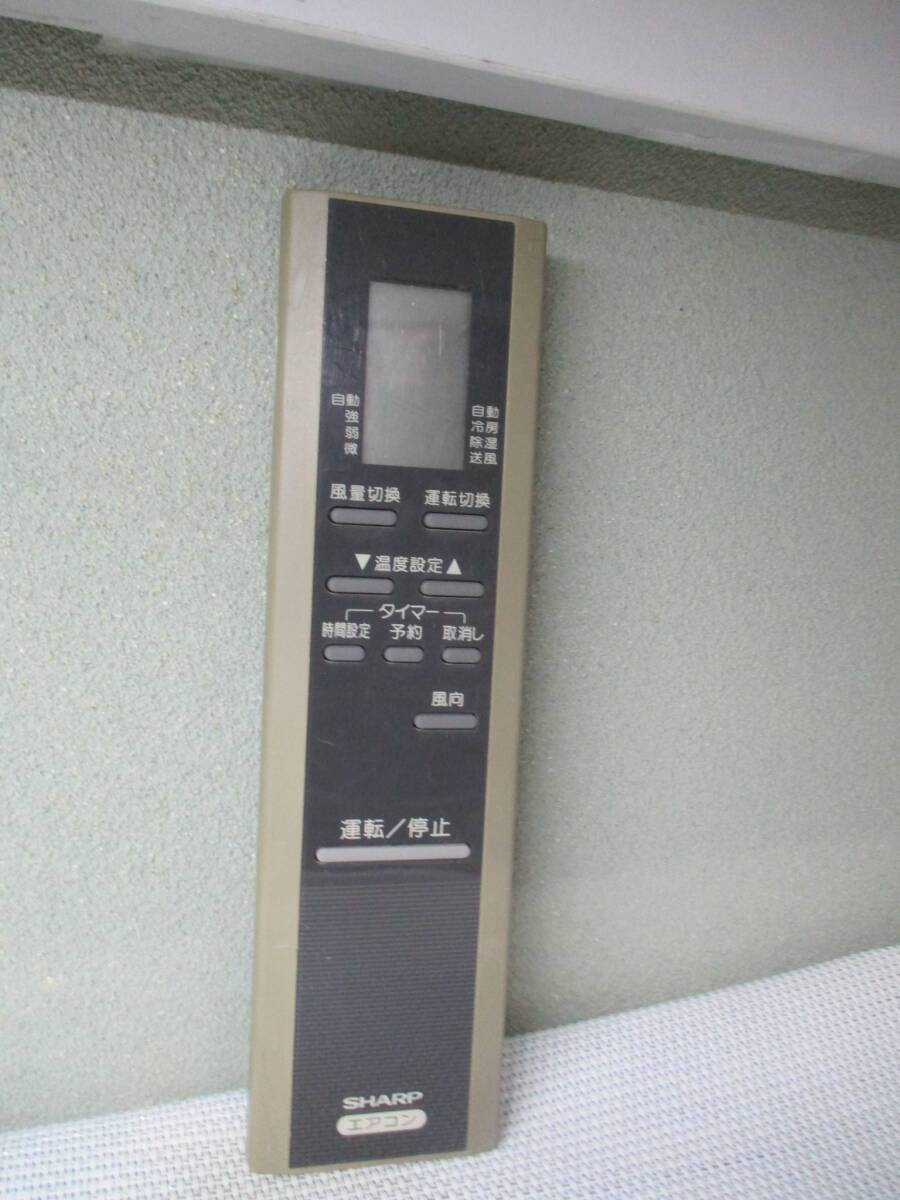 自動
強
弱
微
自動
冷房
除湿
送風
風量切換 運転切換
▼温度設定▲
タイマー
時間設定 予約 取消し
風向
運転/停止
SHARP
エアコン